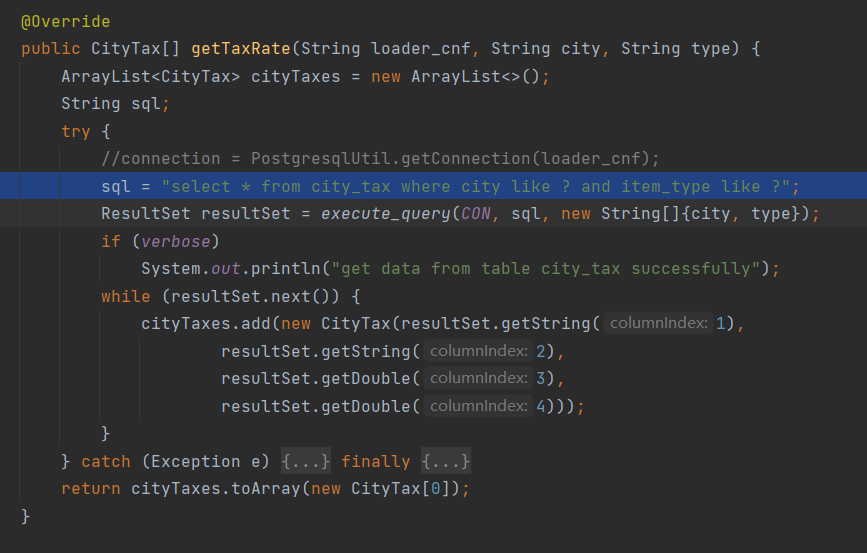 @Override
public CityTax[] getTaxRate(String loader_cnf, String city, String type) {
ArrayList<CityTax> cityTaxes = new ArrayList<>();
String sql;
try {
//connection = PostgresqlUtil.getConnection(loader_cnf);
sql = "select * from city_tax where city like ? and item_type like ?";
ResultSet resultSet = execute_query(CON, sql, new String[]{city, type});
if (verbose)
System.out.println("get data from table city_tax successfully");
while (resultSet.next()) {
cityTaxes.add(new CityTax(resultSet.getString( columnIndex: 1),
resultSet.getString( columnIndex: 2),
resultSet.getDouble( columnIndex: 3),
resultSet.getDouble( columnIndex: 4)));
}
} catch (Exception e) {...} finally {...}
return cityTaxes.toArray(new CityTax[0]);
}